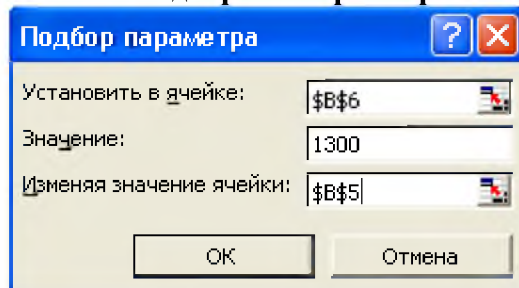 Подбор параметра
Установить в ячейке: $B$6
Значение: 1300
Изменяя значение ячейки: $B$5
ОК Отмена